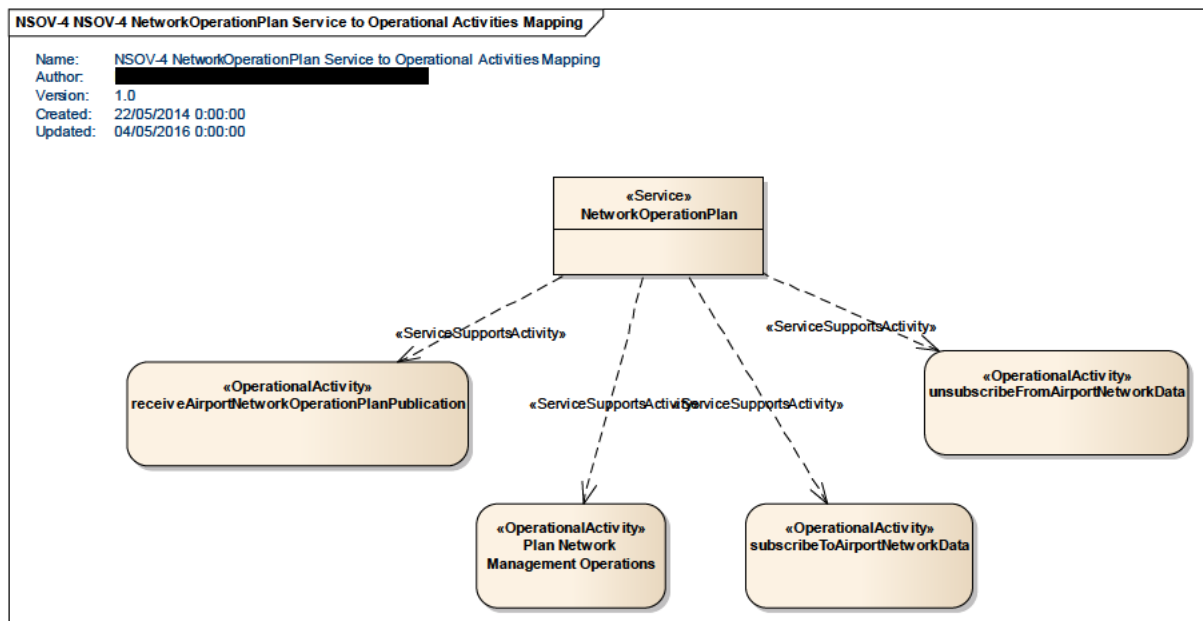 NSOV-4 NSOV-4 NetworkOperationPlan Service to Operational Activities Mapping
Name: NSOV-4 NetworkOperationPlan Service to Operational Activities Mapping
Author:
Version: 1.0
Created: 22/05/2014 0:00:00
Updated: 04/05/2016 0:00:00
«Service»
NetworkOperationPlan
«ServiceSupportsActivity»
«ServiceSupportsActivity»
«OperationalActivity»
receiveAirportNetworkOperationPlanPublication
«ServiceSupportsActivity»
«ServiceSupportsActivity»
«OperationalActivity»
unsubscribeFromAirportNetworkData
«OperationalActivity»
Plan Network
Management Operations
«OperationalActivity»
subscribeToAirportNetworkData